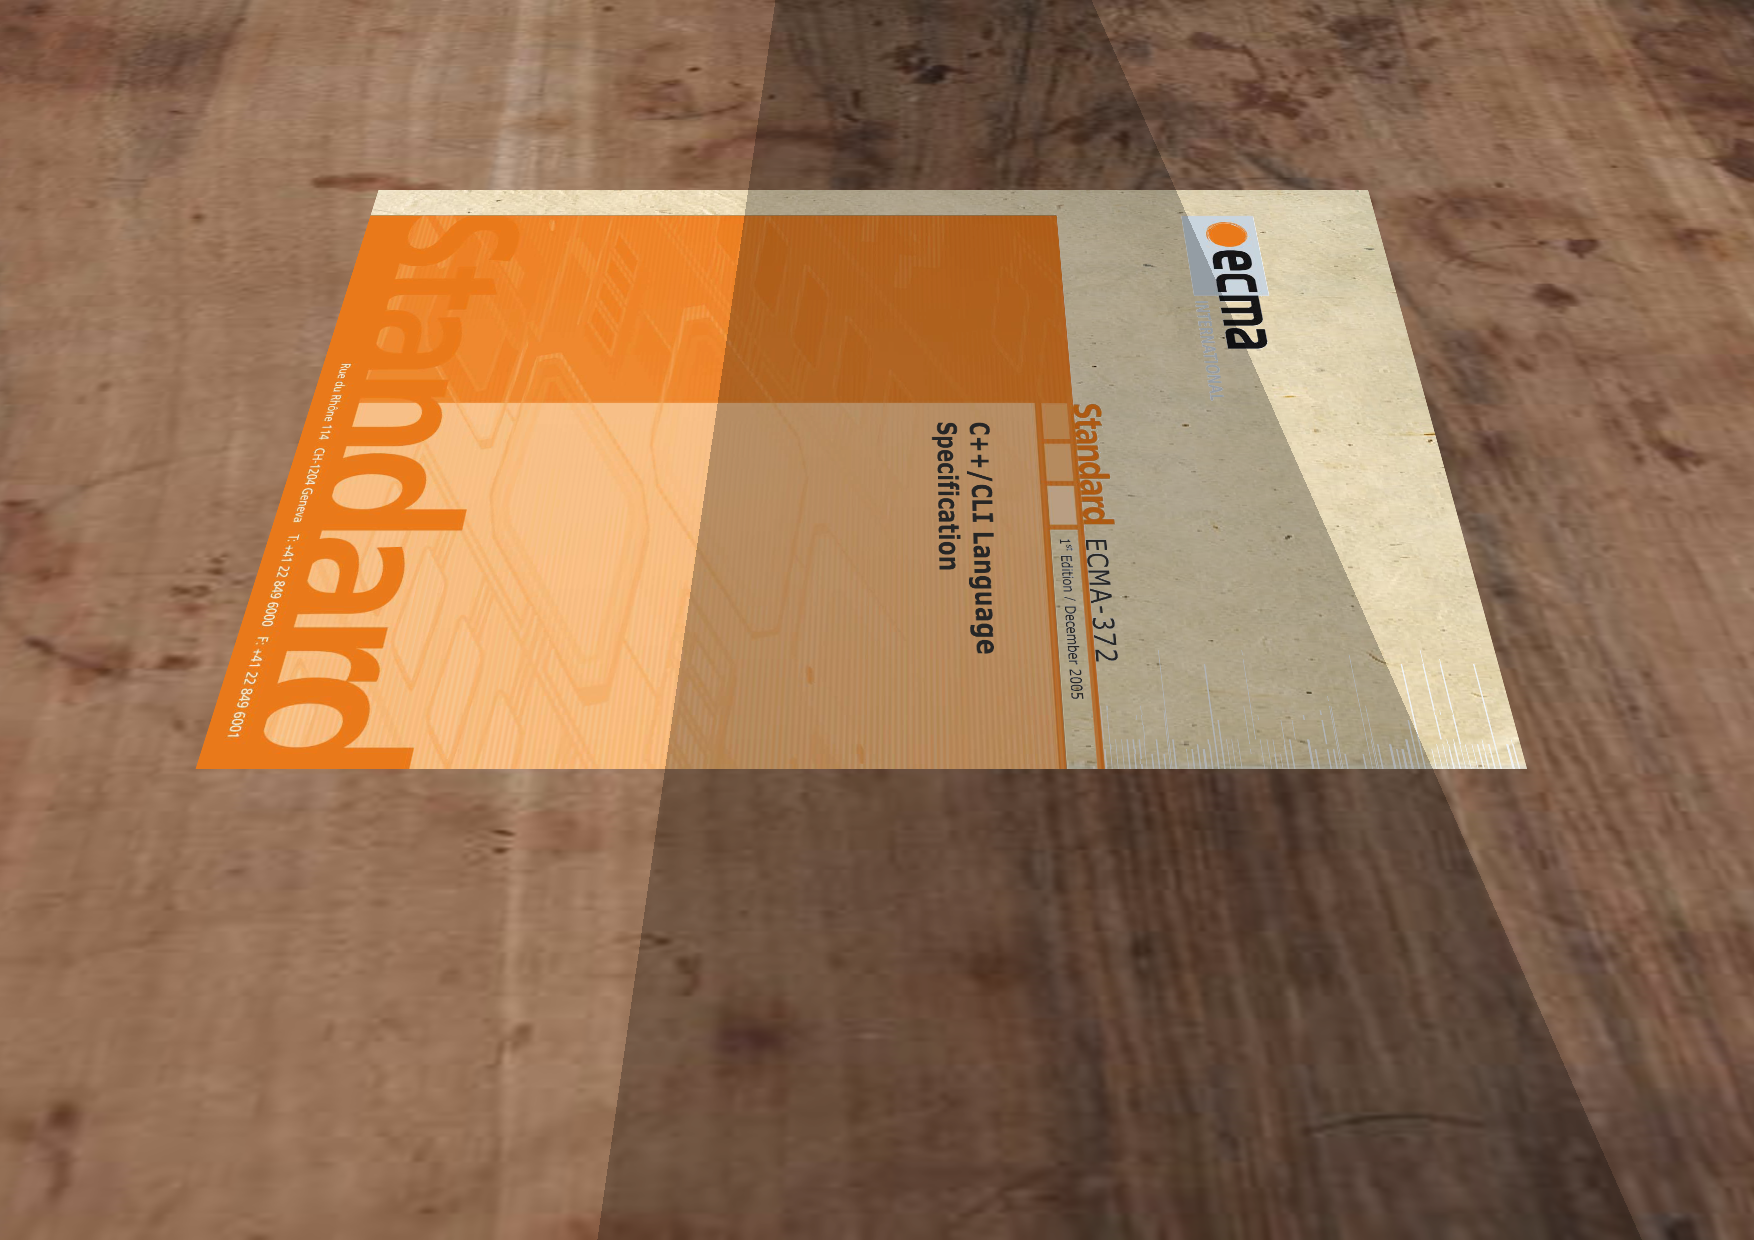 ecma
INTERNATIONAL
Standard ECMA-372
1st Edition / December 2005
C++/CLI Language
Specification
Standard
Rue du Rhône 114 CH-1204 Geneva T: +41 22 849 6000 F: +41 22 849 6001